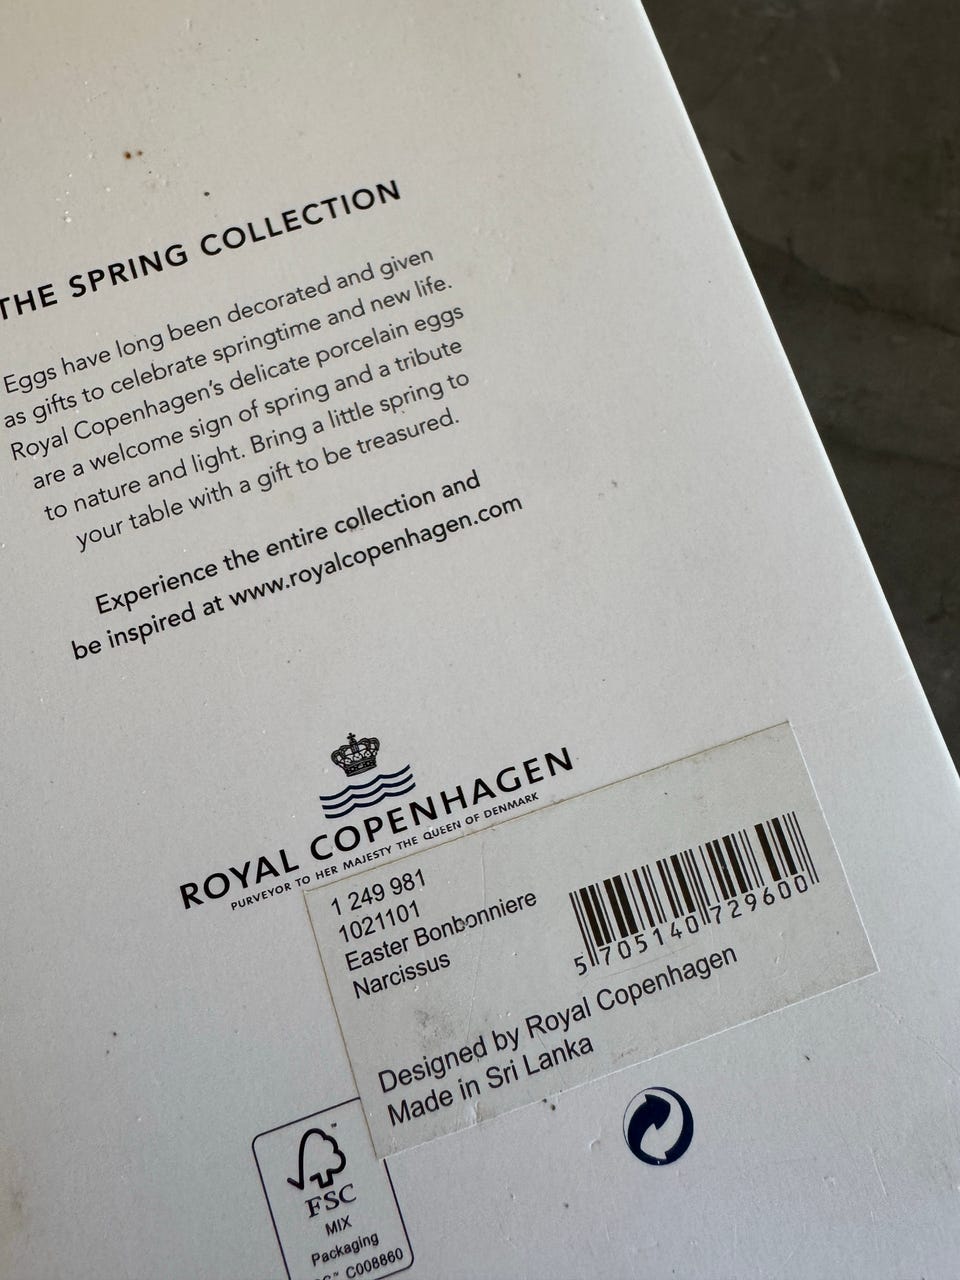 THE SPRING COLLECTION
Eggs have long been decorated and given
as gifts to celebrate springtime and new life.
Royal Copenhagen's delicate porcelain eggs
are a welcome sign of spring and a tribute
to nature and light. Bring a little spring to
your table with a gift to be treasured.
Experience the entire collection and
be inspired at www.royalcopenhagen.com
ROYAL COPENHAGEN
PURVEYOR TO HER MAJESTY THE QUEEN OF DENMARK
1 249 981
1021101
Easter Bonbonniere
Narcissus
5 705140 729600
Designed by Royal Copenhagen
Made in Sri Lanka
FSC
MIX
Packaging
C008860